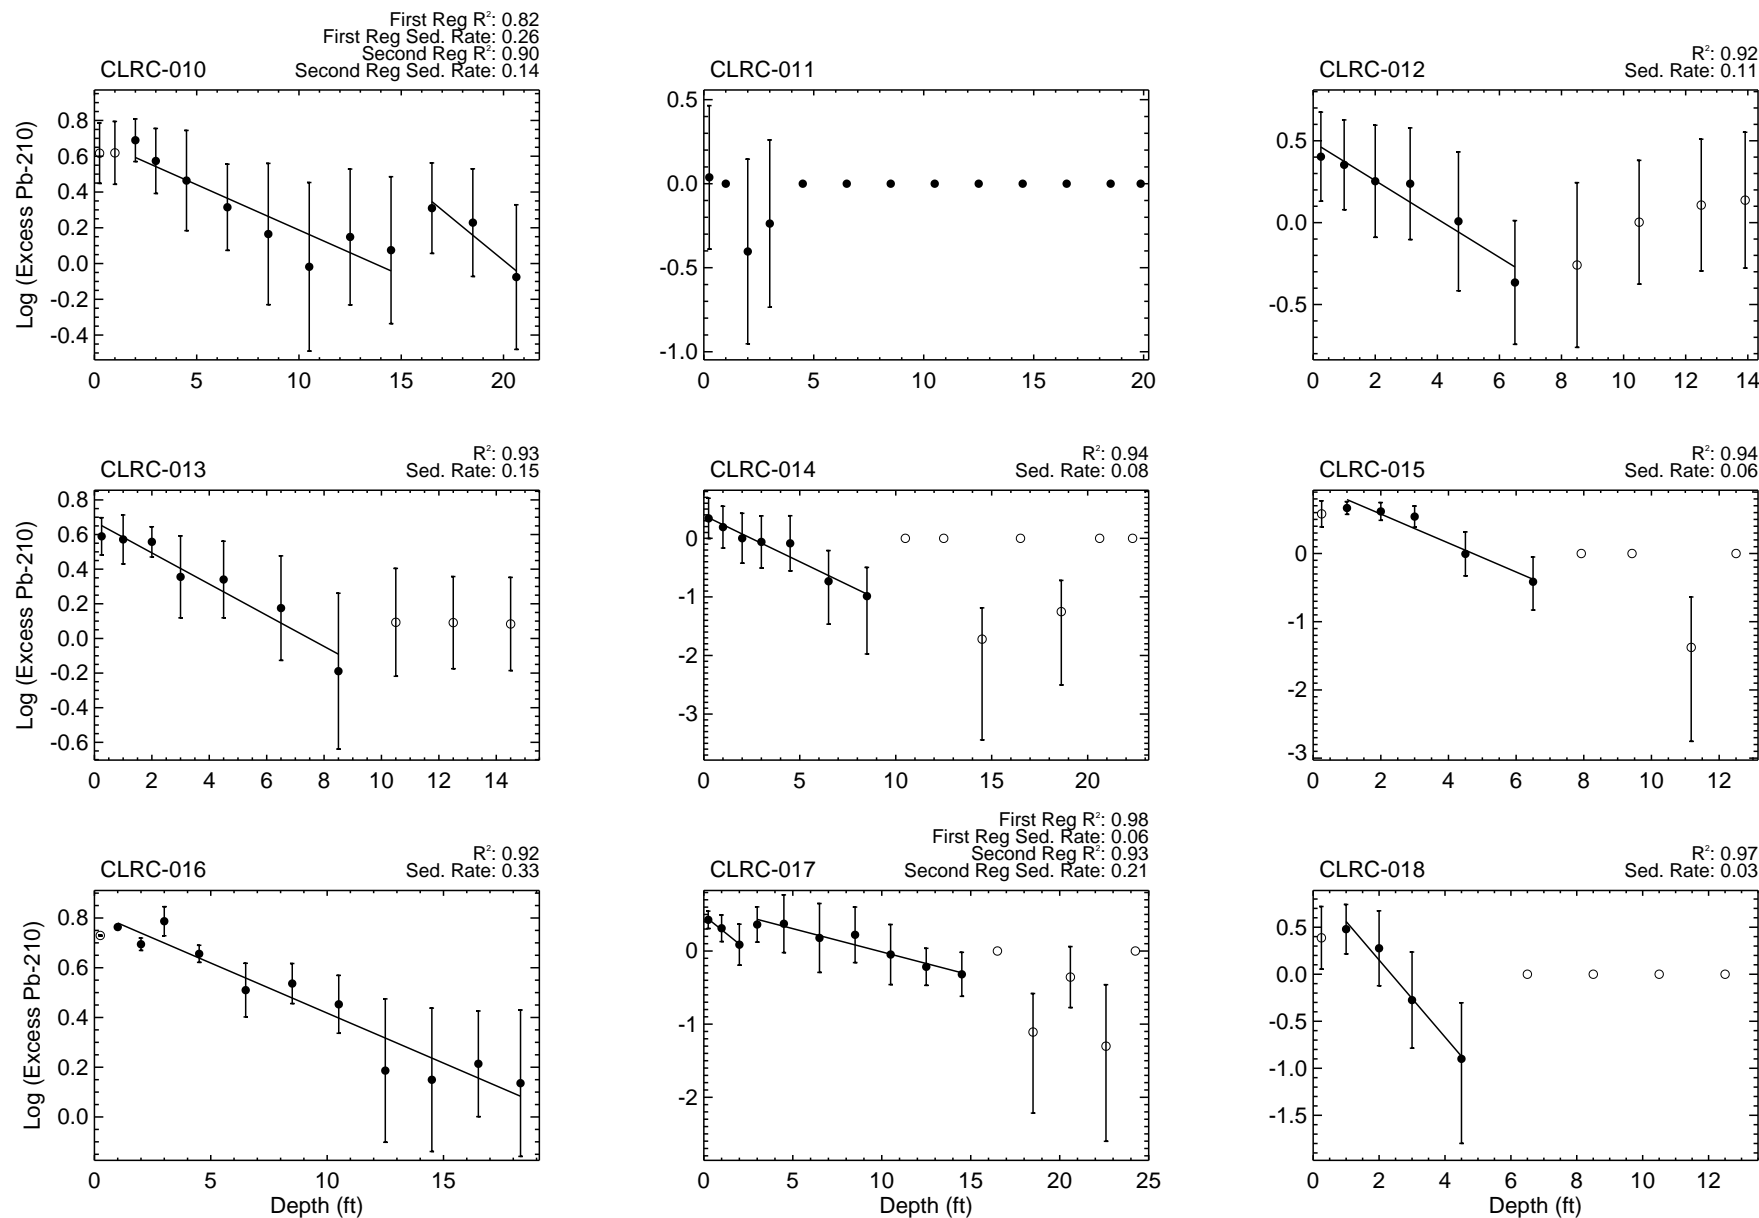 First Reg R²: 0.82
First Reg Sed. Rate: 0.26
Second Reg R²: 0.90
Second Reg Sed. Rate: 0.14
CLRC-010
Log (Excess Pb-210)
0.8
0.6
0.4
0.2
0.0
-0.2
-0.4
0 5 10 15 20
CLRC-011
0.5
0.0
-0.5
-1.0
0 5 10 15 20
R²: 0.92
Sed. Rate: 0.11
CLRC-012
0.5
0.0
-0.5
0 2 4 6 8 10 12 14
R²: 0.93
Sed. Rate: 0.15
CLRC-013
Log (Excess Pb-210)
0.8
0.6
0.4
0.2
0.0
-0.2
-0.4
-0.6
0 2 4 6 8 10 12 14
R²: 0.94
Sed. Rate: 0.08
CLRC-014
0
-1
-2
-3
0 5 10 15 20
R²: 0.94
Sed. Rate: 0.06
CLRC-015
0
-1
-2
-3
0 2 4 6 8 10 12
R²: 0.92
Sed. Rate: 0.33
CLRC-016
Log (Excess Pb-210)
0.8
0.6
0.4
0.2
0.0
0 5 10 15
Depth (ft)
First Reg R²: 0.98
First Reg Sed. Rate: 0.06
Second Reg R²: 0.93
Second Reg Sed. Rate: 0.21
CLRC-017
0
-1
-2
0 5 10 15 20 25
Depth (ft)
R²: 0.97
Sed. Rate: 0.03
CLRC-018
0.5
0.0
-0.5
-1.0
-1.5
0 2 4 6 8 10 12
Depth (ft)